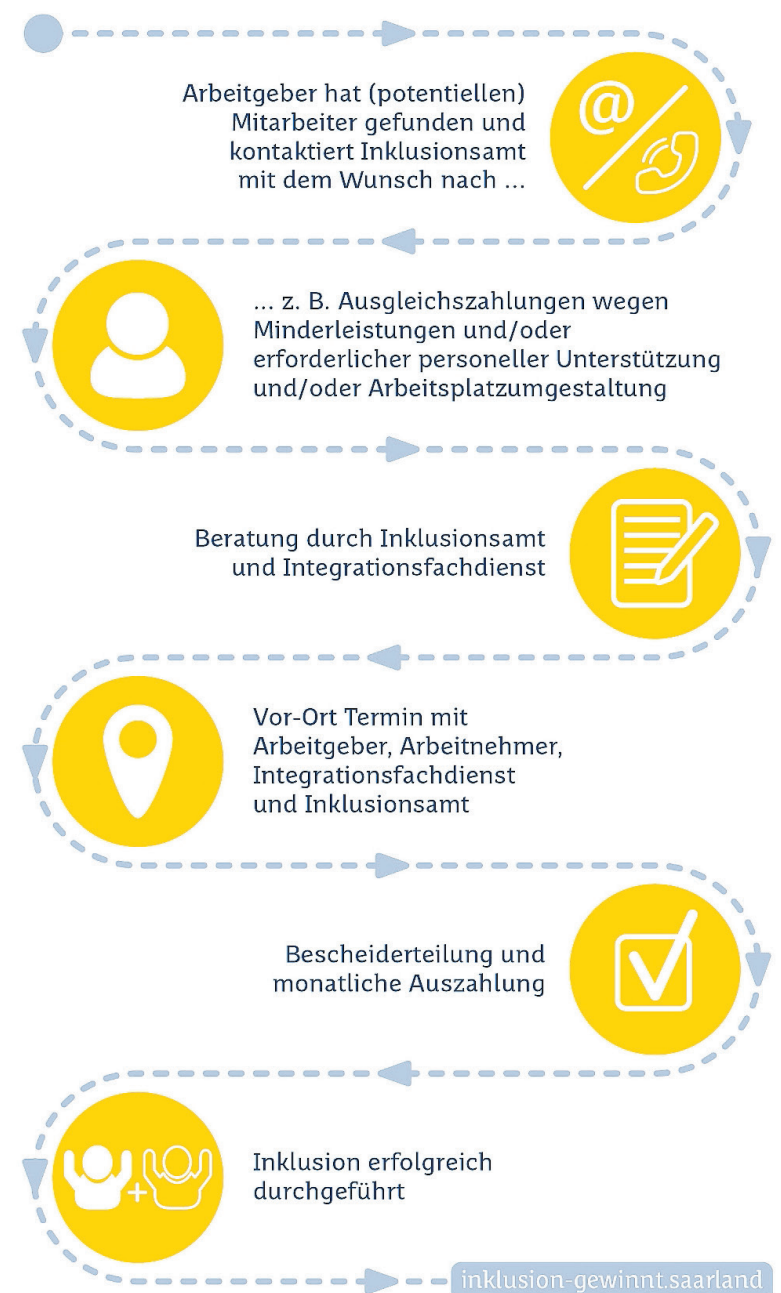 Arbeitgeber hat (potentiellen)
Mitarbeiter gefunden und
kontaktiert Inklusionsamt
mit dem Wunsch nach ...
@
... z. B. Ausgleichszahlungen wegen
Minderleistungen und/oder
erforderlicher personeller Unterstützung
und/oder Arbeitsplatzumgestaltung
Beratung durch Inklusionsamt
und Integrationsfachdienst
Vor-Ort Termin mit
Arbeitgeber, Arbeitnehmer,
Integrationsfachdienst
und Inklusionsamt
Bescheiderteilung und
monatliche Auszahlung
+
Inklusion erfolgreich
durchgeführt
inklusion-gewinnt.saarland